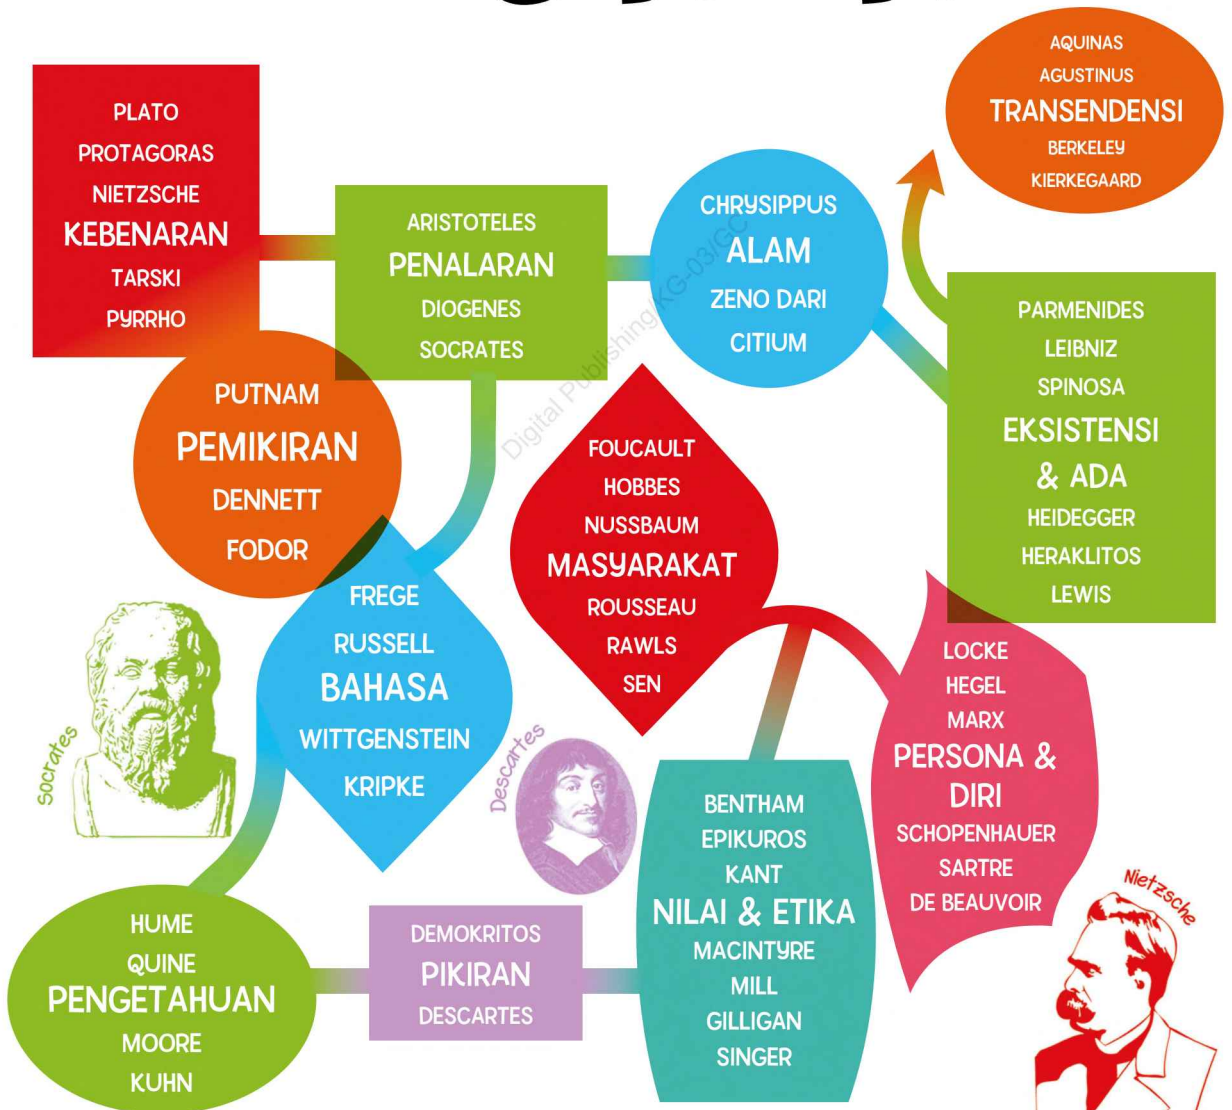 AQUINAS
AGUSTINUS
TRANSENDENSI
BERKELEY
KIERKEGAARD
PLATO
PROTAGORAS
NIETZSCHE
KEBENARAN
TARSKI
PYRRHO
ARISTOTELES
PENALARAN
DIOGENES
SOCRATES
CHRYSIPPUS
ALAM
ZENO DARI
CITIUM
PARMENIDES
LEIBNIZ
SPINOSA
EKSISTENSI
& ADA
HEIDEGGER
HERAKLITOS
LEWIS
PUTNAM
PEMIKIRAN
DENNETT
FODOR
Digital Publishing/KG-03/GC
FOUCAULT
HOBBES
NUSSBAUM
MASYARAKAT
ROUSSEAU
RAWLS
SEN
FREGE
RUSSELL
BAHASA
WITTGENSTEIN
KRIPKE
LOCKE
HEGEL
MARX
PERSONA &
DIRI
SCHOPENHAUER
SARTRE
DE BEAUVOIR
Socrates
Descartes
BENTHAM
EPIKUROS
KANT
NILAI & ETIKA
MACINTYRE
MILL
GILLIGAN
SINGER
Nietzsche
HUME
QUINE
PENGETAHUAN
MOORE
KUHN
DEMOKRITOS
PIKIRAN
DESCARTES